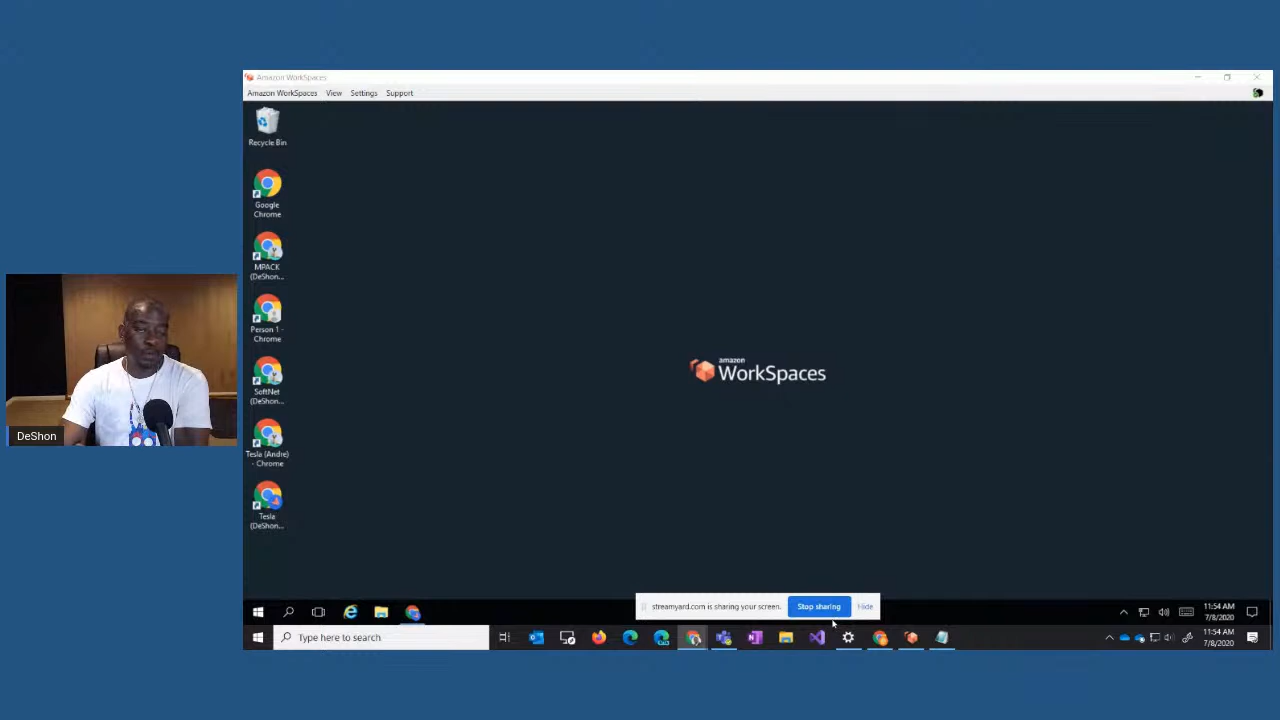 Amazon WorkSpaces
Amazon WorkSpaces View Settings Support
Recycle Bin
Google
Chrome
MPACK
(DeShon...
Person 1 -
Chrome
SoftNet
(DeShon...
Tesla (Andre)
- Chrome
Tesla
(DeShon...
amazon
WorkSpaces
DeShon
streamyard.com is sharing your screen. Stop sharing Hide
11:54 AM
7/8/2020
Type here to search
11:54 AM
7/8/2020